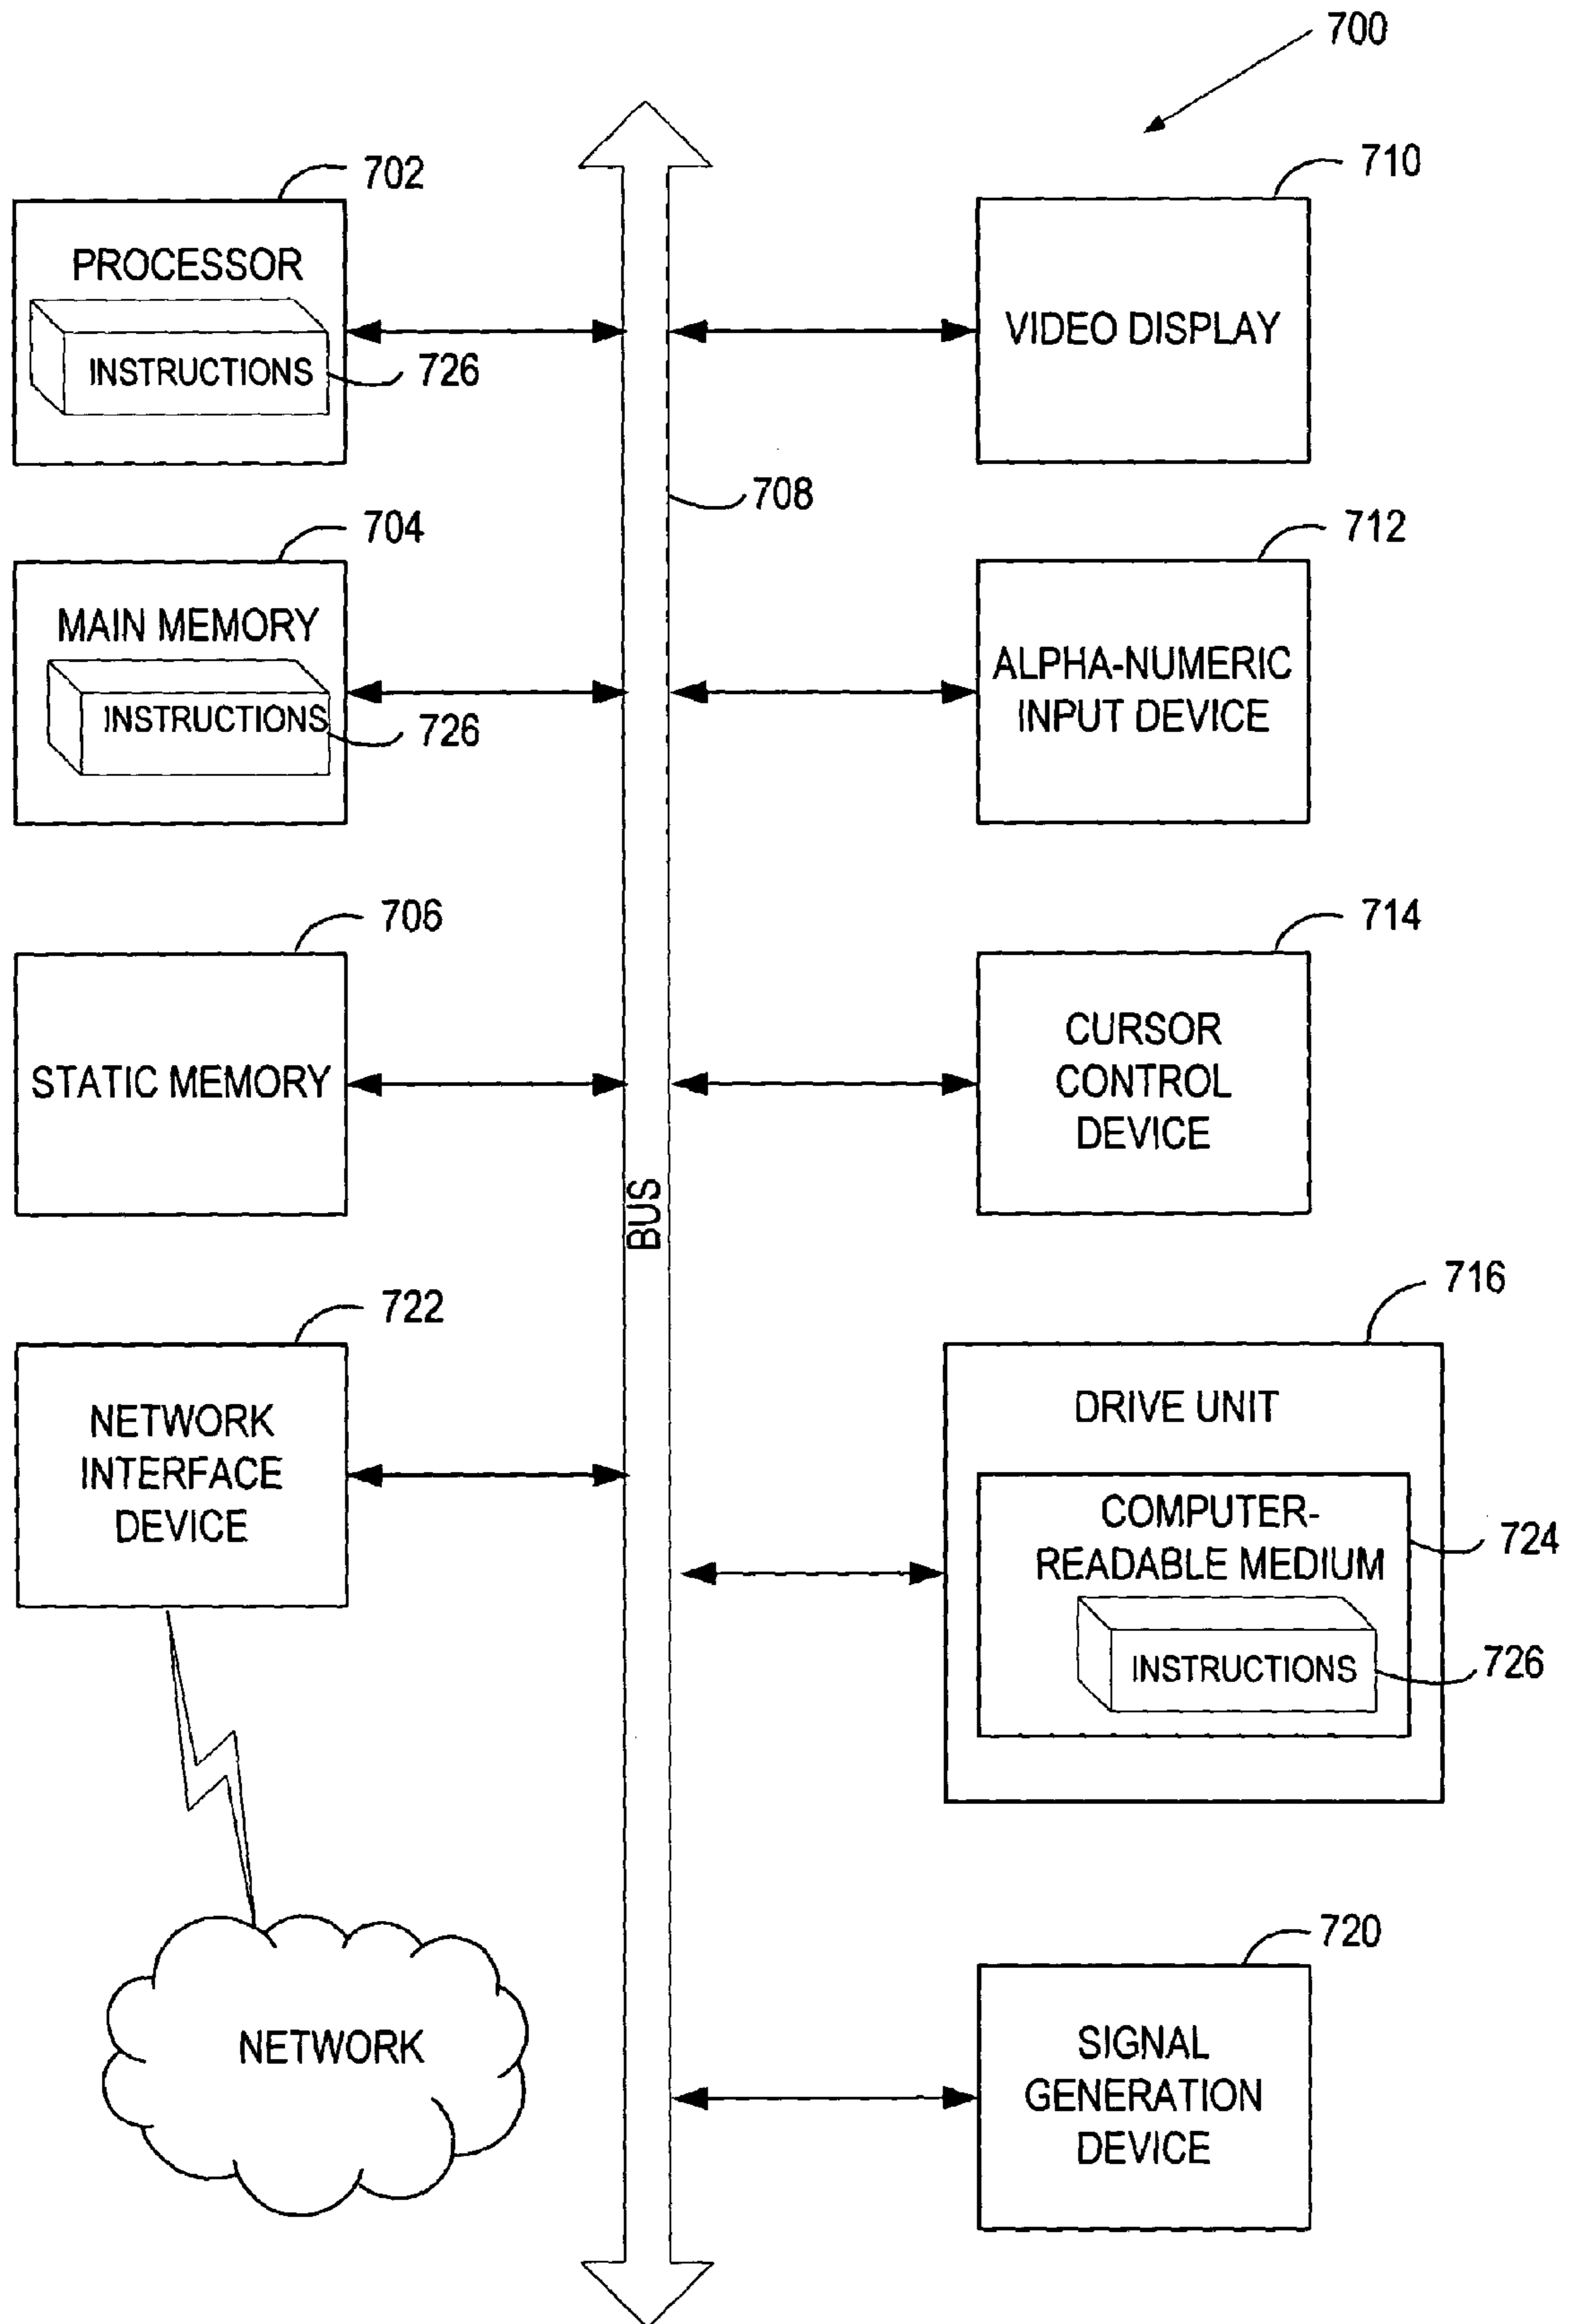 700
702
PROCESSOR
INSTRUCTIONS
726
710
VIDEO DISPLAY
708
704
MAIN MEMORY
INSTRUCTIONS
726
712
ALPHA-NUMERIC
INPUT DEVICE
706
STATIC MEMORY
714
CURSOR
CONTROL
DEVICE
BUS
722
NETWORK
INTERFACE
DEVICE
716
DRIVE UNIT
COMPUTER-
READABLE MEDIUM
724
INSTRUCTIONS
726
NETWORK
720
SIGNAL
GENERATION
DEVICE